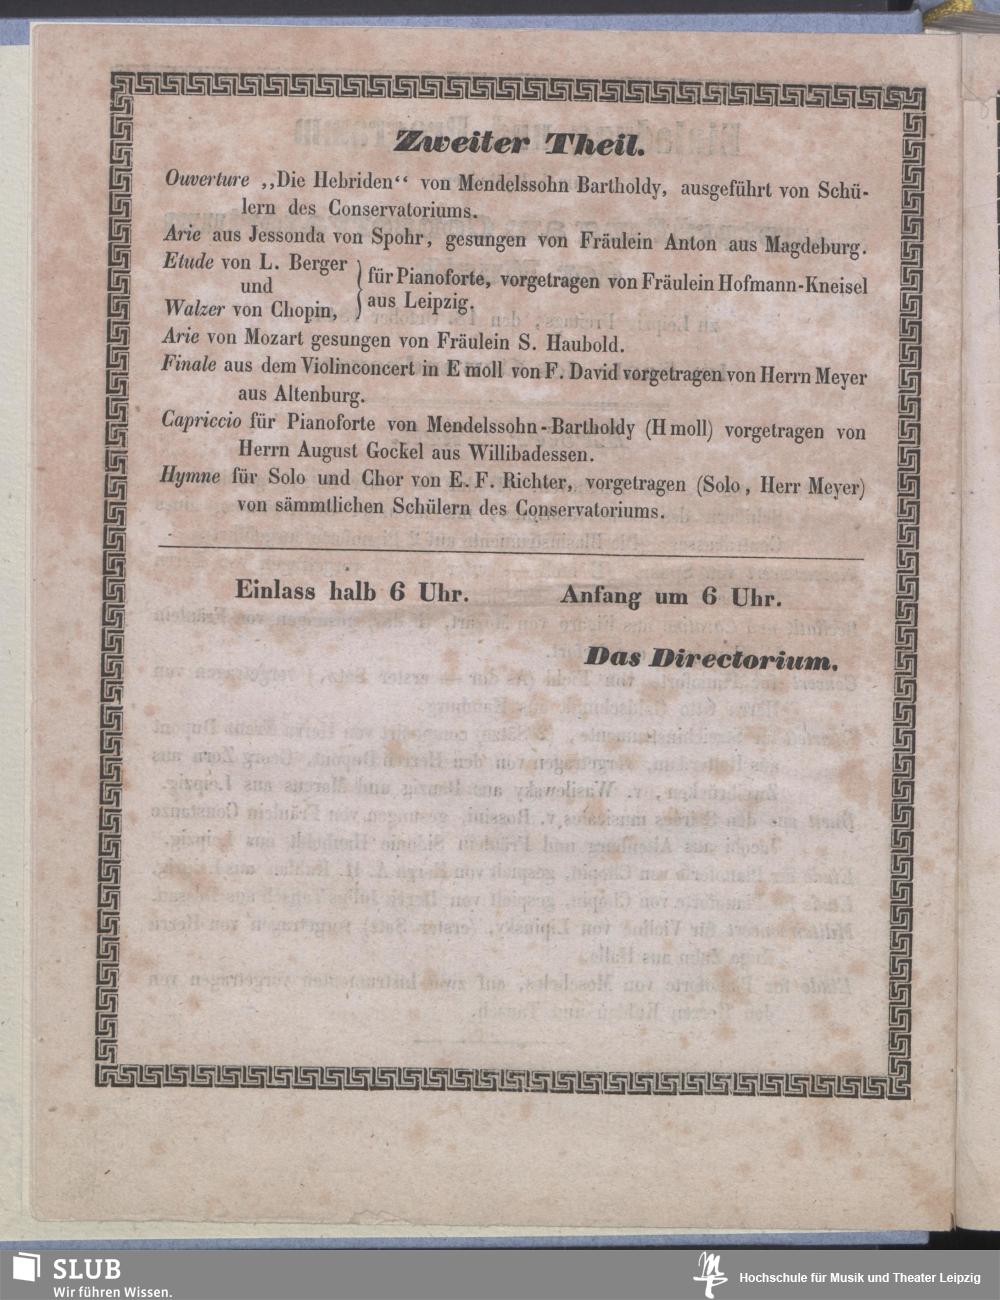 Zweiter Theil.
Ouverture ,,Die Hebriden“ von Mendelssohn Bartholdy, ausgeführt von Schü-
lern des Conservatoriums.
Arie aus Jessonda von Spohr, gesungen von Fräulein Anton aus Magdeburg.
Etude von L. Berger
und
Walzer von Chopin,
für Pianoforte, vorgetragen von Fräulein Hofmann-Kneisel
aus Leipzig.
Arie von Mozart gesungen von Fräulein S. Haubold.
Finale aus dem Violinconcert in E moll von F. David vorgetragen von Herrn Meyer
aus Altenburg.
Capriccio für Pianoforte von Mendelssohn-Bartholdy (H moll) vorgetragen von
Herrn August Gockel aus Willibadessen.
Hymne für Solo und Chor von E. F. Richter, vorgetragen (Solo, Herr Meyer)
von sämmtlichen Schülern des Conservatoriums.
Einlass halb 6 Uhr. Anfang um 6 Uhr.
Das Directorium.
SLUB
Wir führen Wissen.
Hochschule für Musik und Theater Leipzig